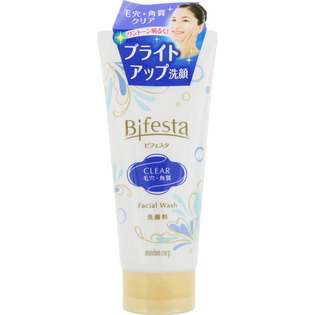 毛穴・角質
クリア
ワントーン明るく!
ブライト
アップ洗顔
Bifesta
ビフェスタ
CLEAR
毛穴・角質
Facial Wash
洗顔料
mandom corp